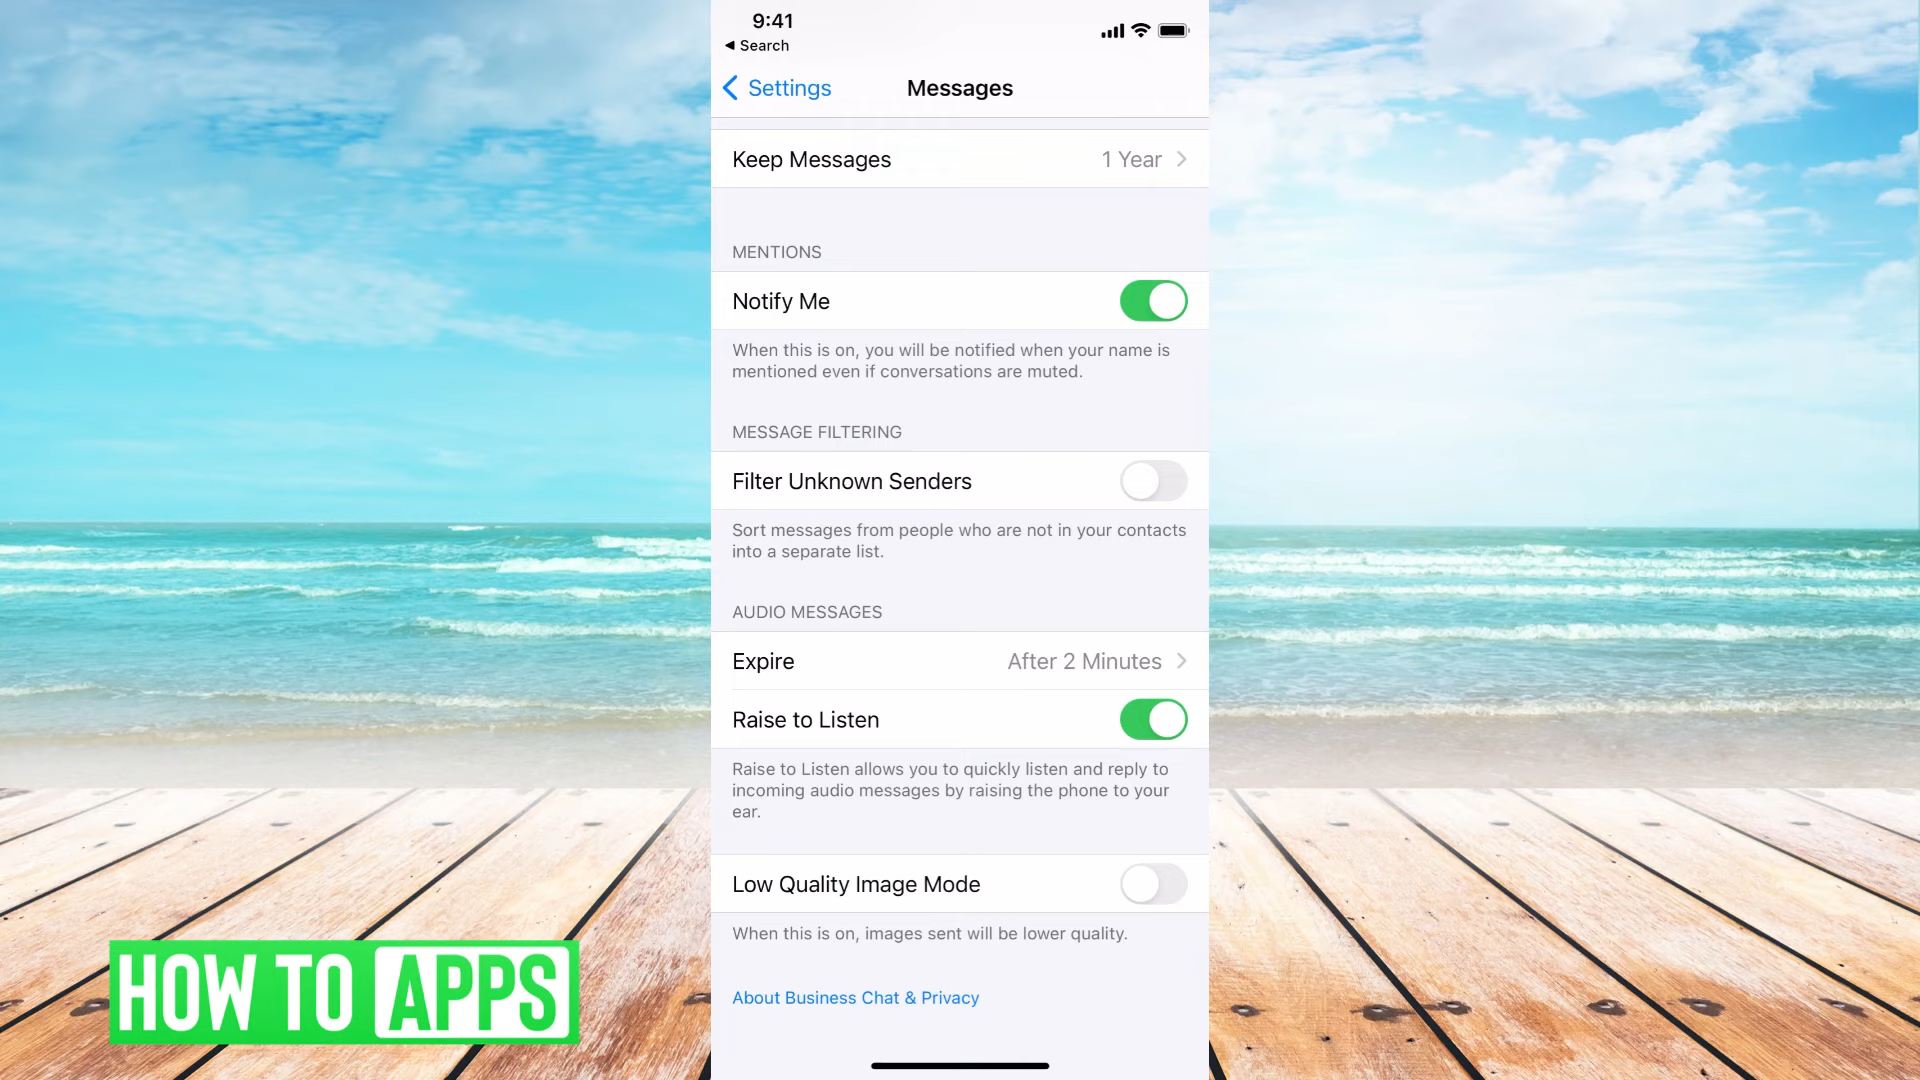 9:41
◀ Search
Settings
Messages
Keep Messages
1 Year
MENTIONS
Notify Me
When this is on, you will be notified when your name is
mentioned even if conversations are muted.
MESSAGE FILTERING
Filter Unknown Senders
Sort messages from people who are not in your contacts
into a separate list.
AUDIO MESSAGES
Expire
After 2 Minutes
Raise to Listen
Raise to Listen allows you to quickly listen and reply to
incoming audio messages by raising the phone to your
ear.
Low Quality Image Mode
When this is on, images sent will be lower quality.
About Business Chat & Privacy
HOW TO APPS